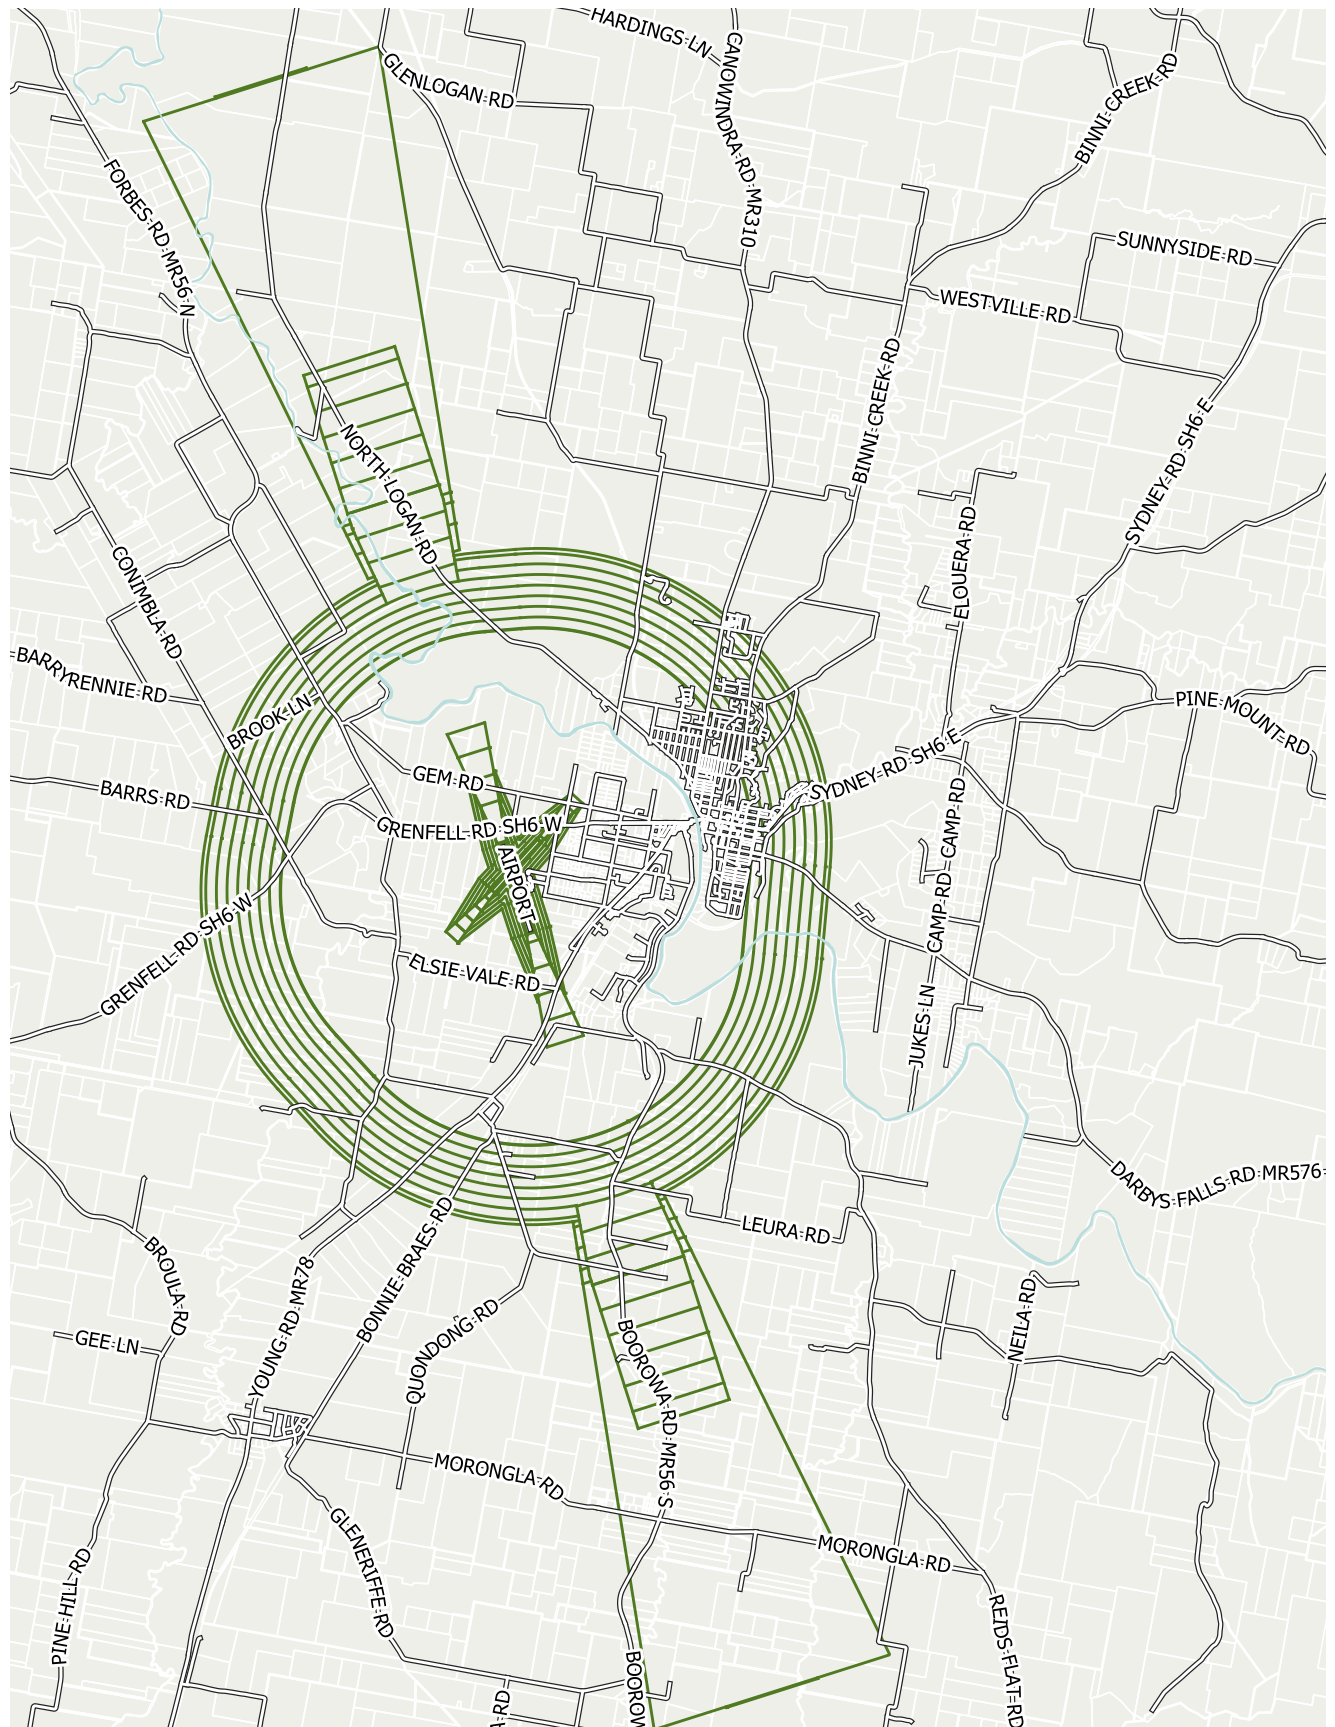 HARDINGS LN
CANOWINDRA RD MR310
GLENLOGAN RD
BINNI CREEK RD
FORBES RD MR56 N
SUNNYSIDE RD
WESTVILLE RD
BINNI CREEK RD
SYDNEY RD SH6 E
NORTH LOGAN RD
ELOUERA RD
CONIMBLA RD
BARRYRENNIE RD
BROOK LN
PINE MOUNT RD
SYDNEY RD SH6 E
GEM RD
BARRS RD
GRENFELL RD SH6 W
AIRPORT
CAMP RD
CAMP RD
GRENFELL RD SH6 W
ELSIE VALE RD
JUKES LN
DARBYS FALLS RD MR576
LEURA RD
BROULA RD
BONNIE BRAES RD
YOUNG RD MR78
NEILA RD
GEE LN
QUONDONG RD
BOOROWA RD MR56 S
MORONGLA RD
MORONGLA RD
GLENERIFFE RD
PINE HILL RD
REIDS FLAT RD
BOOROW
RD